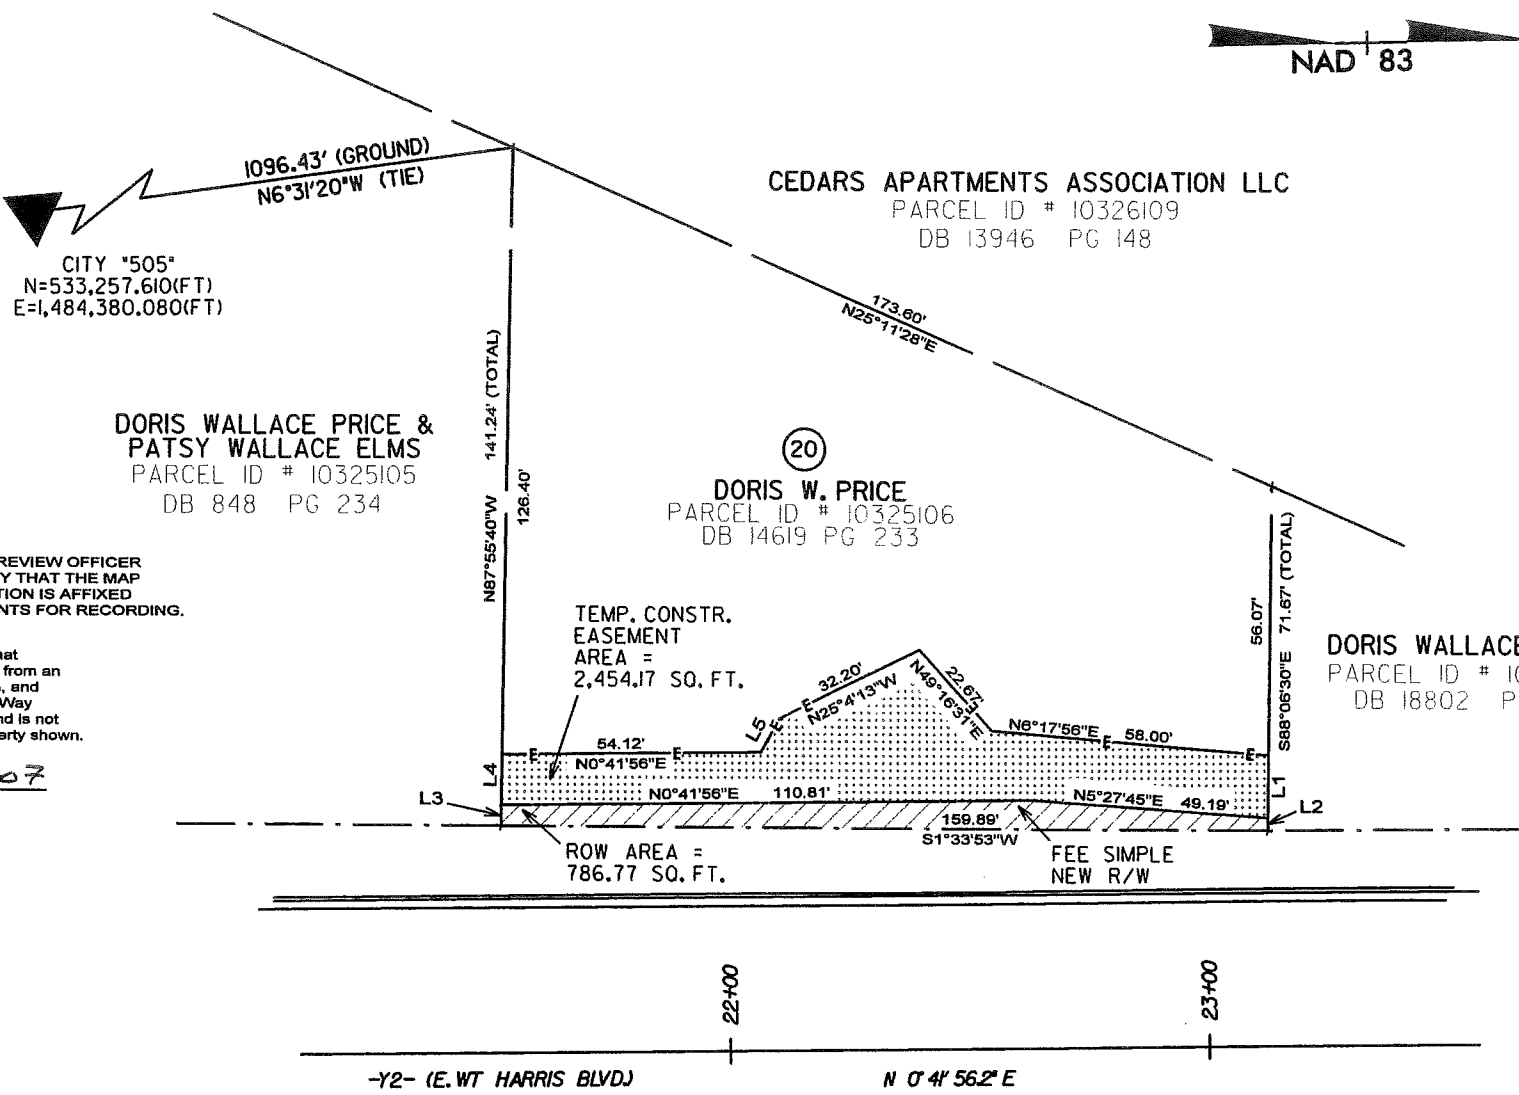 NAD 83
1096.43' (GROUND)
N6°31'20"W (TIE)
CITY "505"
N=533,257.610(FT)
E=1,484,380.080(FT)
CEDARS APARTMENTS ASSOCIATION LLC
PARCEL ID # 10326109
DB 13946 PG 148
173.60'
N25°11'28"E
DORIS WALLACE PRICE &
PATSY WALLACE ELMS
PARCEL ID # 10325105
DB 848 PG 234
N87°55'40"W 141.24' (TOTAL)
126.40'
20
DORIS W. PRICE
PARCEL ID # 10325106
DB 14619 PG 233
REVIEW OFFICER
Y THAT THE MAP
TION IS AFFIXED
NTS FOR RECORDING.
at
from an
, and
Way
nd is not
erty shown.
07
TEMP. CONSTR.
EASEMENT
AREA =
2,454.17 SQ. FT.
56.07'
S88°06'30"E 71.67' (TOTAL)
DORIS WALLACE
PARCEL ID # 10
DB 18802 P
L5
E
32.20'
E
N25°4'13"W
22.67'
E
N49°16'31"E
N6°17'56"E
E
58.00'
E
E
54.12'
E
N0°41'56"E
L4
L3
N0°41'56"E 110.81'
N5°27'45"E 49.19'
L1
L2
159.89'
S1°33'53"W
ROW AREA =
786.77 SQ. FT.
FEE SIMPLE
NEW R/W
22+00
23+00
-Y2- (E. WT HARRIS BLVD.)
N 0° 41' 56.2" E